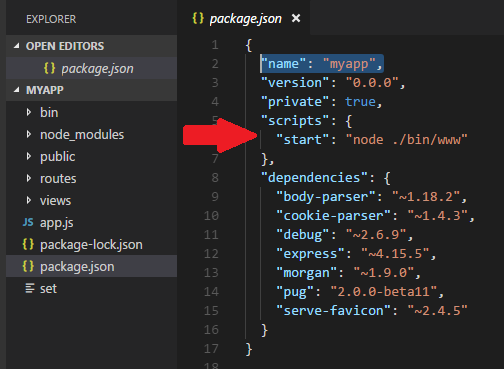 EXPLORER
OPEN EDITORS
{} package.json
MYAPP
bin
node_modules
public
routes
views
JS app.js
{} package-lock.json
{} package.json
set
{} package.json ×
1 {
2 "name": "myapp",
3 "version": "0.0.0",
4 "private": true,
5 "scripts": {
6 "start": "node ./bin/www"
7 },
8 "dependencies": {
9 "body-parser": "~1.18.2",
10 "cookie-parser": "~1.4.3",
11 "debug": "~2.6.9",
12 "express": "~4.15.5",
13 "morgan": "~1.9.0",
14 "pug": "2.0.0-beta11",
15 "serve-favicon": "~2.4.5"
16 }
17 }
18